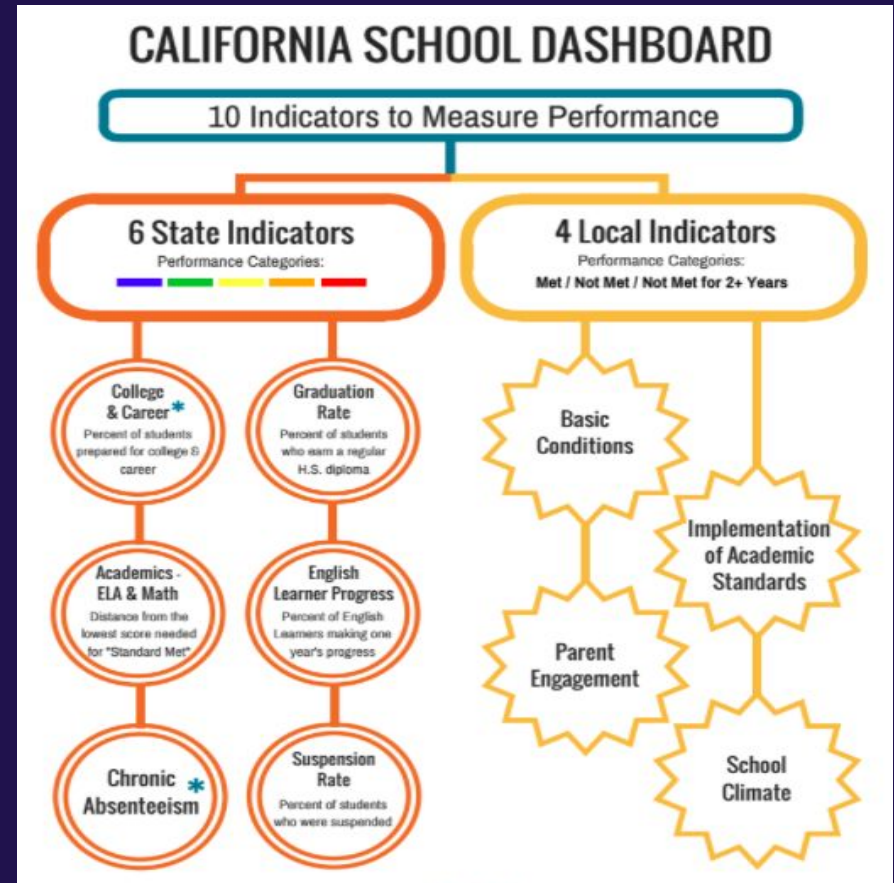 CALIFORNIA SCHOOL DASHBOARD
10 Indicators to Measure Performance
6 State Indicators
Performance Categories:
4 Local Indicators
Performance Categories:
Met / Not Met / Not Met for 2+ Years
College
& Career*
Percent of students
prepared for college &
career
Graduation
Rate
Percent of students
who earn a regular
H.S. diploma
Academics -
ELA & Math
Distance from the
lowest score needed
for "Standard Met"
English
Learner Progress
Percent of English
Learners making one
year's progress
Chronic *
Absenteeism
Suspension
Rate
Percent of students
who were suspended
Basic
Conditions
Implementation
of Academic
Standards
Parent
Engagement
School
Climate